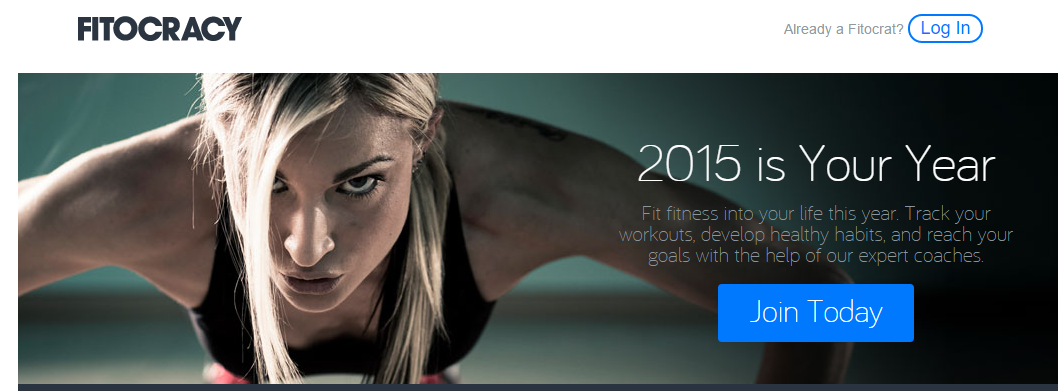 FITOCRACY
Already a Fitocrat? Log In
2015 is Your Year
Fit fitness into your life this year. Track your
workouts, develop healthy habits, and reach your
goals with the help of our expert coaches.
Join Today